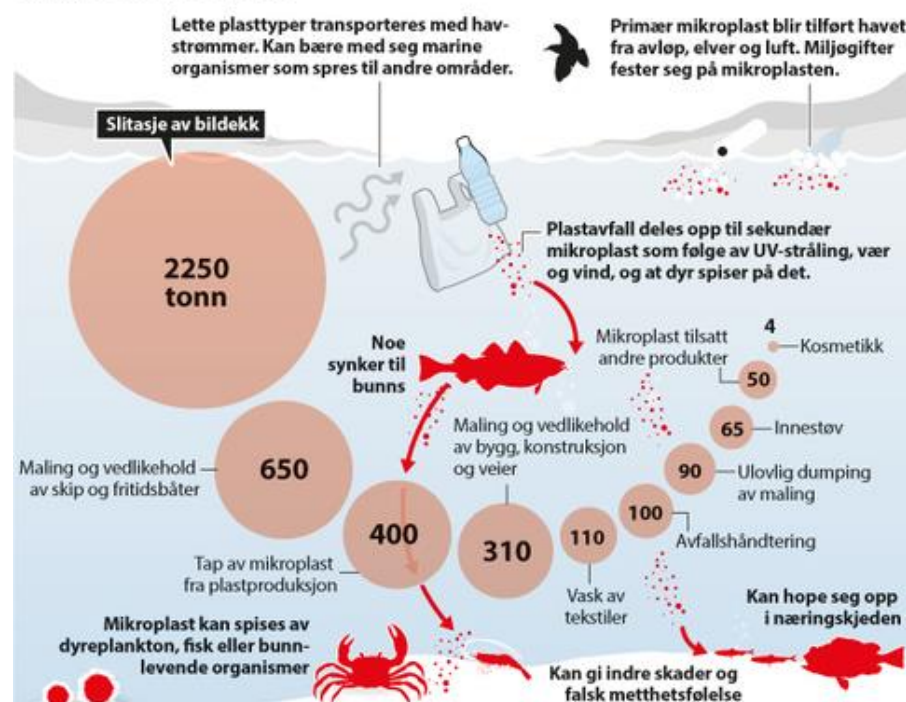 Lette plasttyper transporteres med hav-
strømmer. Kan bære med seg marine
organismer som spres til andre områder.
Primær mikroplast blir tilført havet
fra avløp, elver og luft. Miljøgifter
fester seg på mikroplasten.
Slitasje av bildekk
2250
tonn
Plastavfall deles opp til sekundær
mikroplast som følge av UV-stråling, vær
og vind, og at dyr spiser på det.
Noe
synker til
bunns
Mikroplast tilsatt
andre produkter
4
Kosmetikk
50
65
Innestøv
Maling og vedlikehold
av bygg, konstruksjon
og veier
90
Ulovlig dumping
av maling
Maling og vedlikehold
av skip og fritidsbåter
650
400
310
110
100
Avfallshåndtering
Tap av mikroplast
fra plastproduksjon
Vask av
tekstiler
Kan hope seg opp
i næringskjeden
Mikroplast kan spises av
dyreplankton, fisk eller bunn-
levende organismer
Kan gi indre skader og
falsk metthetsfølelse